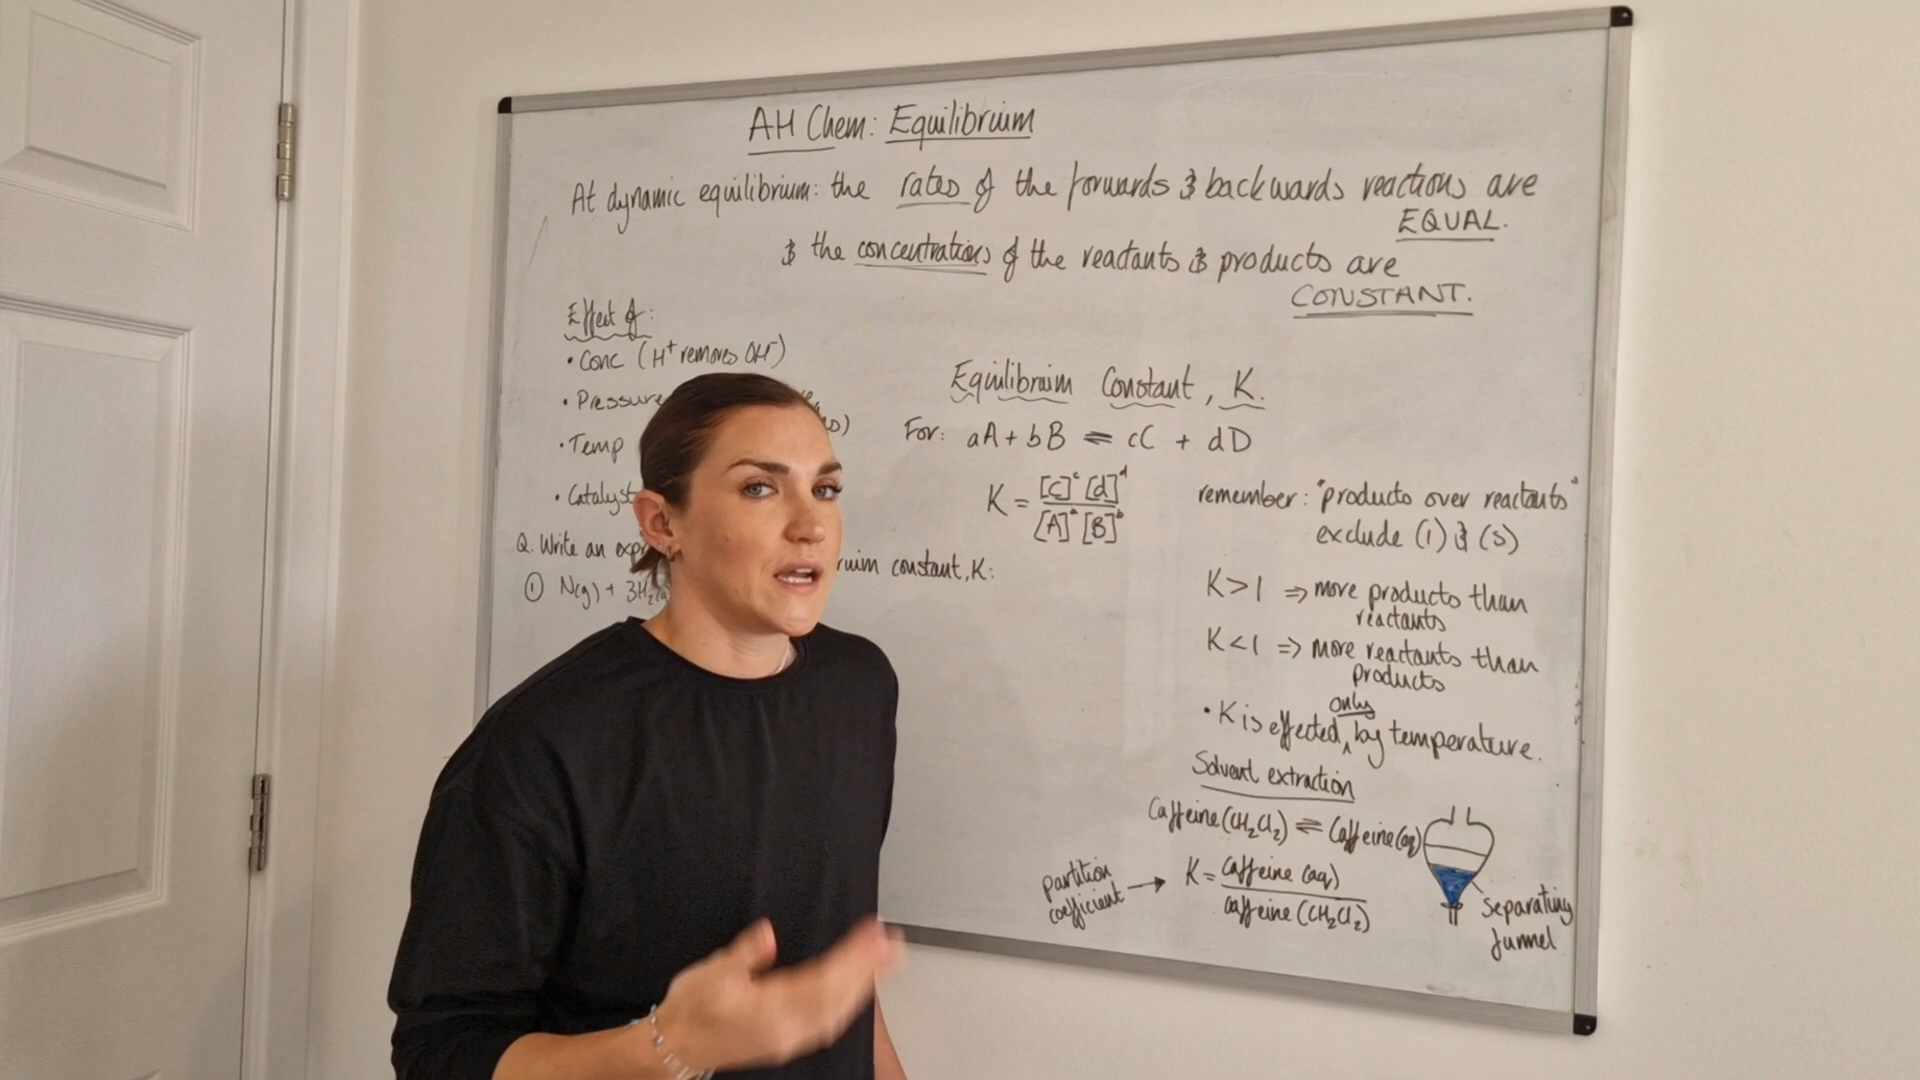 AH Chem: Equilibrium
At dynamic equilibrium: the rates of the forwards & backwards reactions are
EQUAL.
& the concentrations of the reactants & products are
CONSTANT.
Effect of:
• Conc (H⁺ removes OH⁻)
• Pressure
• Temp
• Catalyst
Q. Write an
constant, K:
① N(g) + 3H₂
Equilibrium Constant, K.
For: aA + bB ⇌ cC + dD
K = [C]ᶜ [d]ᵈ
[A]ᵃ [B]ᵇ
remember: "products over reactants"
exclude (l) & (s)
K > 1 ⇒ more products than
reactants
K < 1 ⇒ more reactants than
products
only
• K is effected ^ by temperature.
Solvent extraction
Caffeine (CH₂Cl₂) ⇌ Caffeine (aq)
partition
coefficient → K = caffeine (aq)
caffeine (CH₂Cl₂)
separating
funnel